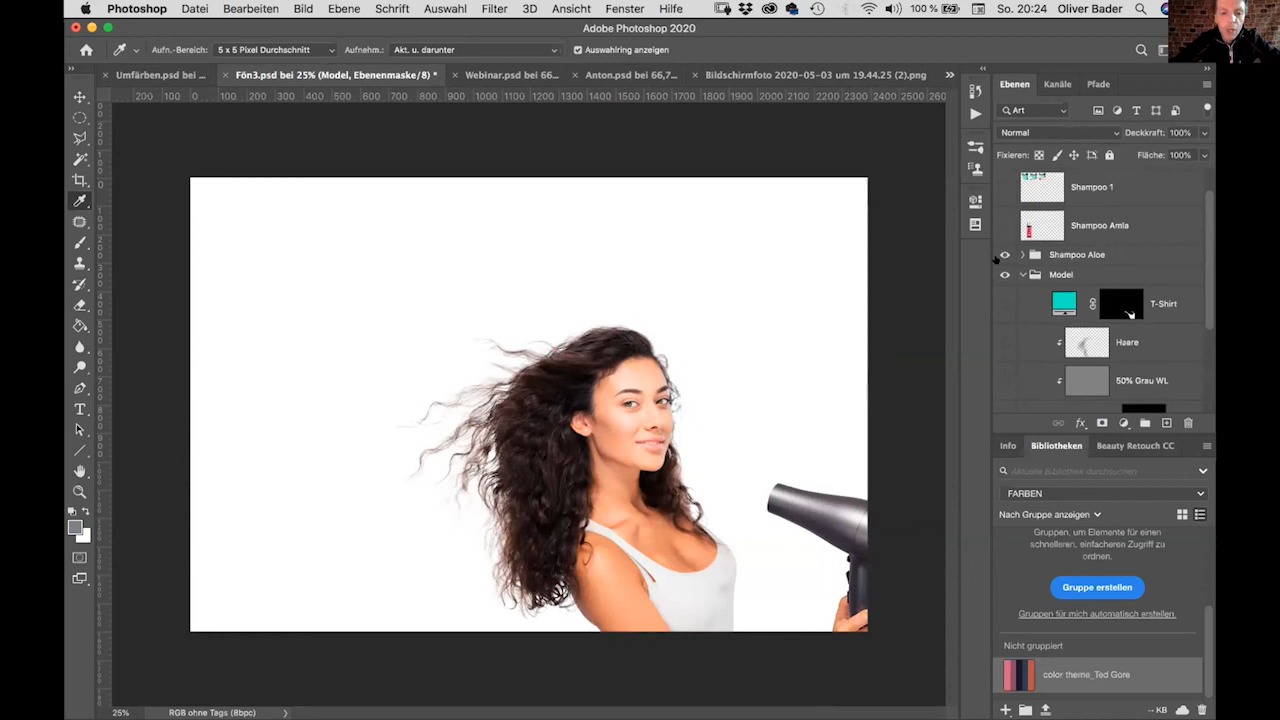 Photoshop Datei Bearbeiten Bild Ebene Schrift Auswahl Filter 3D Ansicht Fenster Hilfe 100 % So. 20:24 Oliver Bader
Adobe Photoshop 2020
Aufn.-Bereich: 5 x 5 Pixel Durchschnitt Aufnehm.: Akt. u. darunter Auswahlring anzeigen
Umfärben.psd bei ... Fön3.psd bei 25% (Model, Ebenenmaske/8) * Webinar.psd bei 66... Anton.psd bei 66,7... Bildschirmfoto 2020-05-03 um 19.44.25 (2).png
Ebenen Kanäle Pfade
200 100 0 100 200 300 400 500 600 700 800 900 1000 1100 1200 1300 1400 1500 1600 1700 1800 1900 2000 2100 2200 2300 2400 2500 260
Art
Normal Deckkraft: 100%
Fixieren: Fläche: 100%
Shampoo 1
Shampoo Amla
Shampoo Aloe
Model
T-Shirt
Haare
50% Grau WL
fx
Info Bibliotheken Beauty Retouch CC
Aktuelle Bibliothek durchsuchen
FARBEN
Nach Gruppe anzeigen
Gruppen, um Elemente für einen
schnelleren, einfacheren Zugriff zu
ordnen.
Gruppe erstellen
Gruppen für mich automatisch erstellen.
Nicht gruppiert
color theme_Ted Gore
25% RGB ohne Tags (8bpc) -- KB